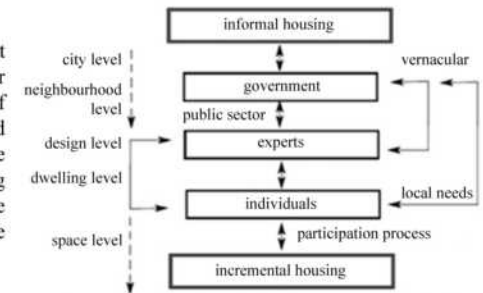 informal housing
city level
vernacular
neighbourhood
level
government
public sector
design level
experts
dwelling level
local needs
individuals
space level
participation process
incremental housing